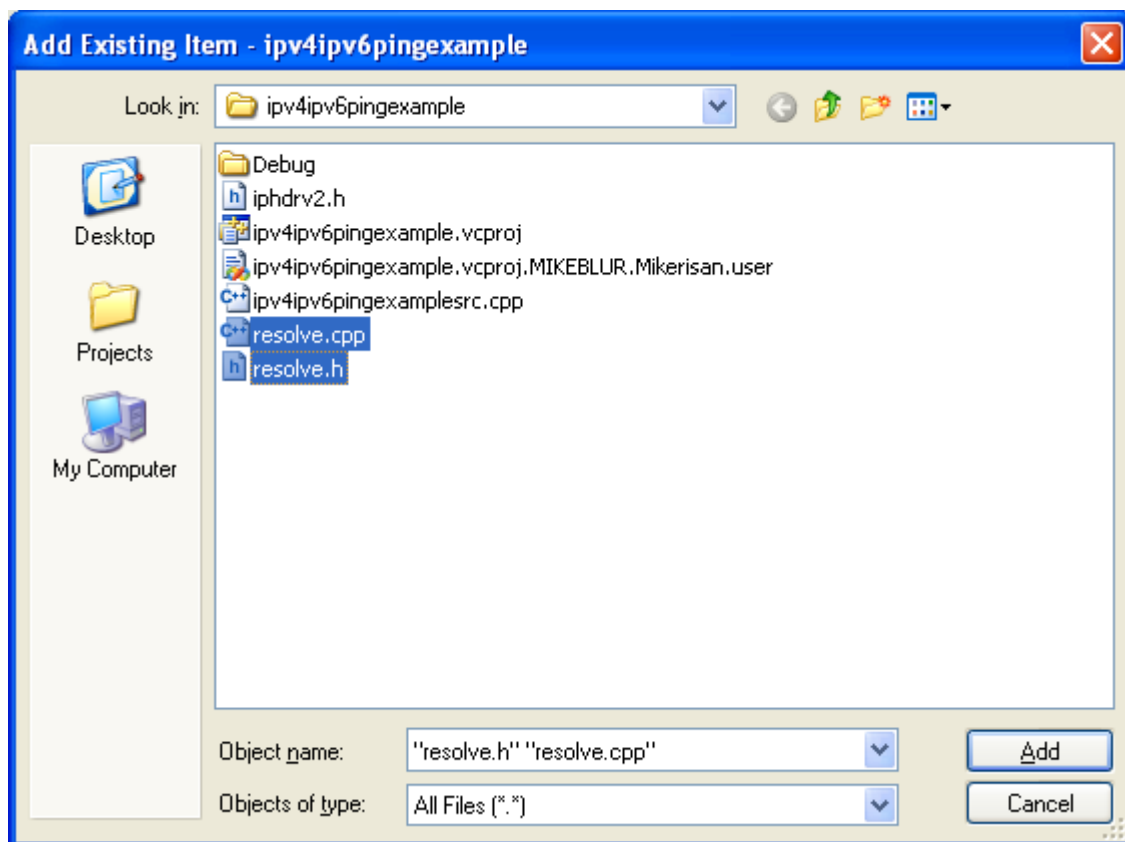 Add Existing Item - ipv4ipv6pingexample
Look in: ipv4ipv6pingexample
Desktop
Projects
My Computer
Debug
h iphdrv2.h
ipv4ipv6pingexample.vcproj
ipv4ipv6pingexample.vcproj.MIKEBLUR.Mikerisan.user
C++ ipv4ipv6pingexamplesrc.cpp
C++ resolve.cpp
h resolve.h
Object name: "resolve.h" "resolve.cpp" Add
Objects of type: All Files (*.*) Cancel